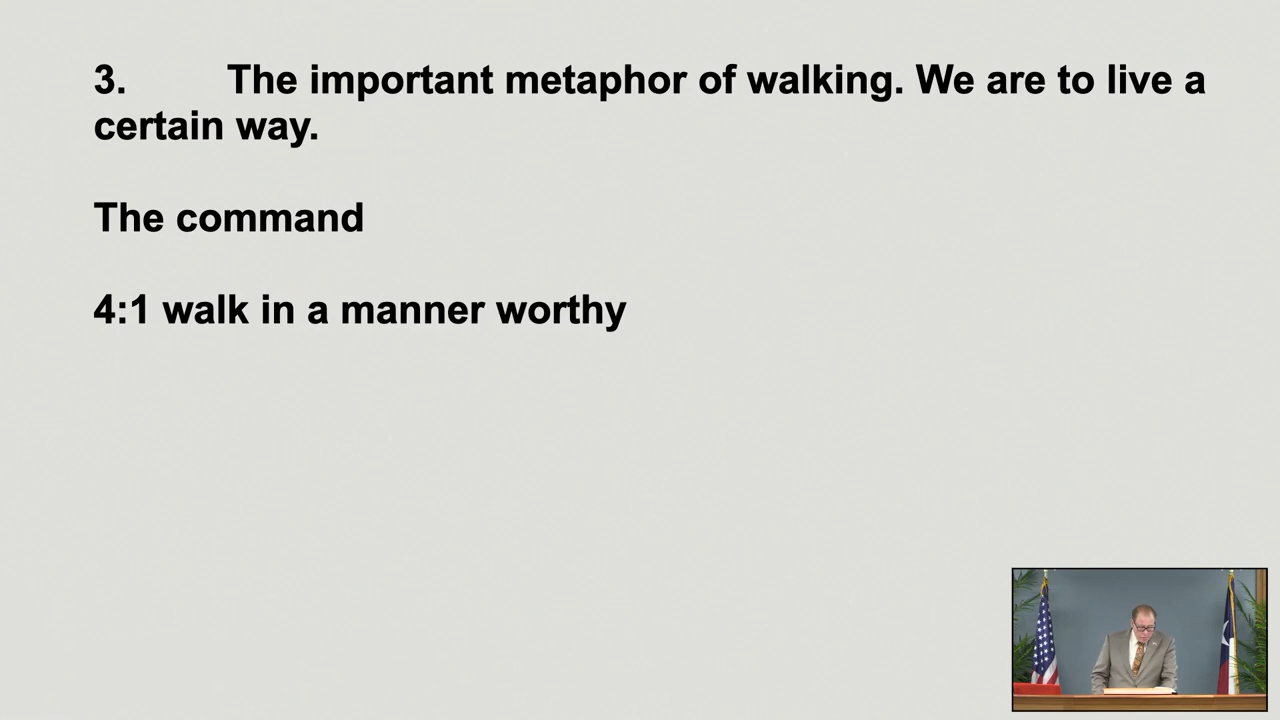 3. The important metaphor of walking. We are to live a
certain way.
The command
4:1 walk in a manner worthy